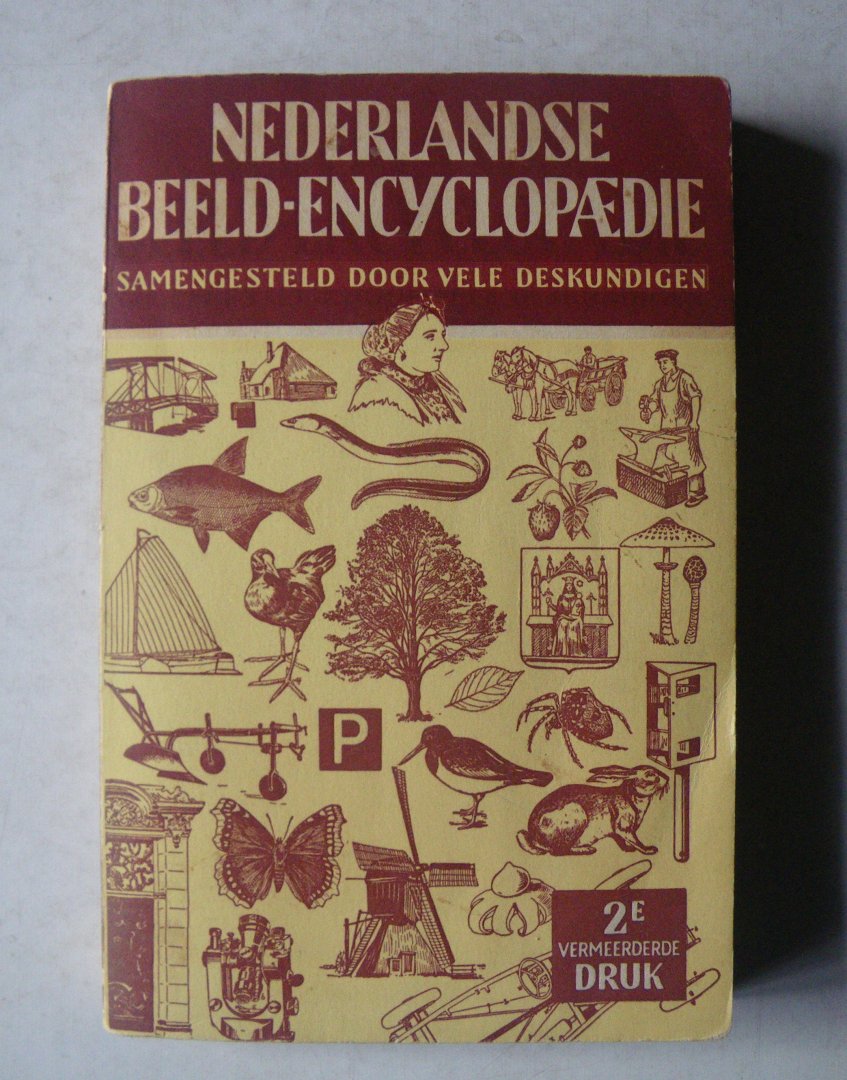 NEDERLANDSE
BEELD-ENCYCLOPÆDIE
SAMENGESTELD DOOR VELE DESKUNDIGEN
P
2E
VERMEERDERDE
DRUK